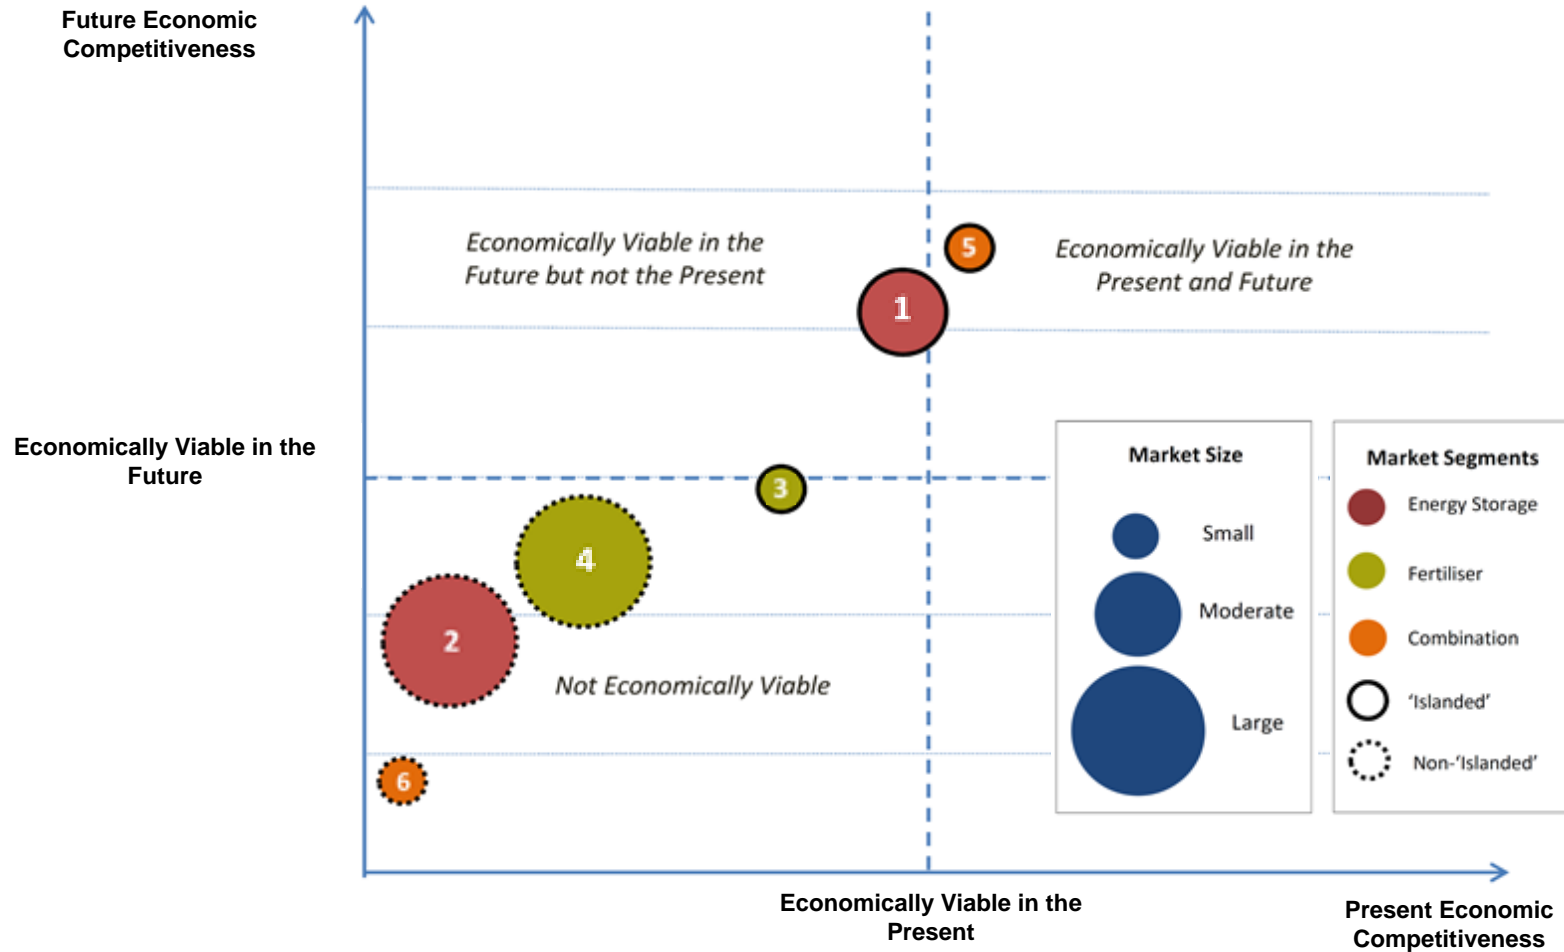 Future Economic
Competitiveness
Economically Viable in the
Future but not the Present
5
Economically Viable in the
Present and Future
1
Economically Viable in the
Future
3
4
2
Not Economically Viable
6
Market Size
Small
Moderate
Large
Market Segments
Energy Storage
Fertiliser
Combination
‘Islanded’
Non-‘Islanded’
Economically Viable in the
Present
Present Economic
Competitiveness